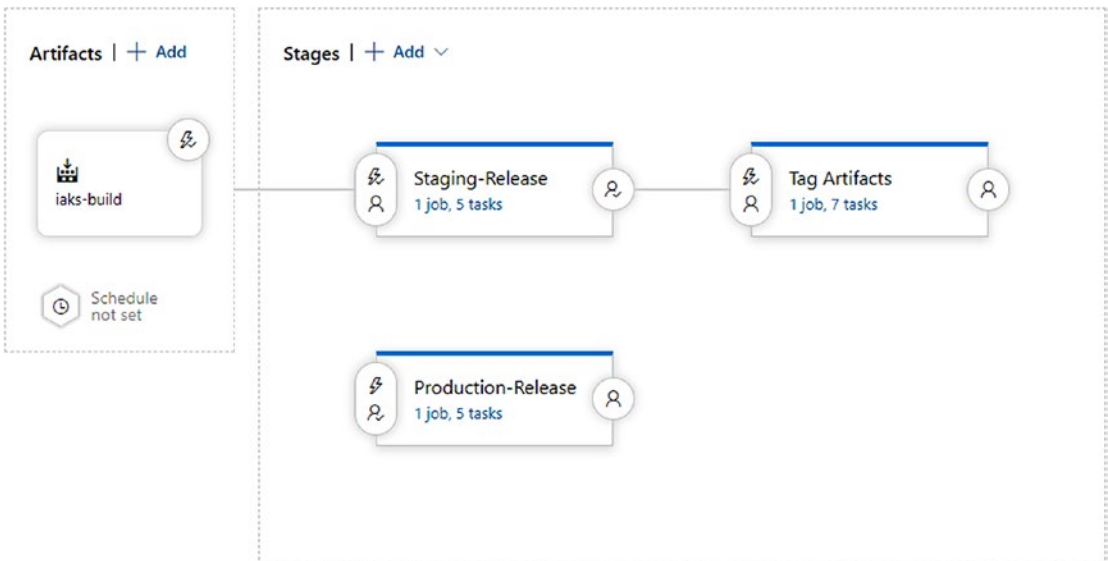 Artifacts | + Add
Stages | + Add
iaks-build
Schedule
not set
Staging-Release
1 job, 5 tasks
Tag Artifacts
1 job, 7 tasks
Production-Release
1 job, 5 tasks